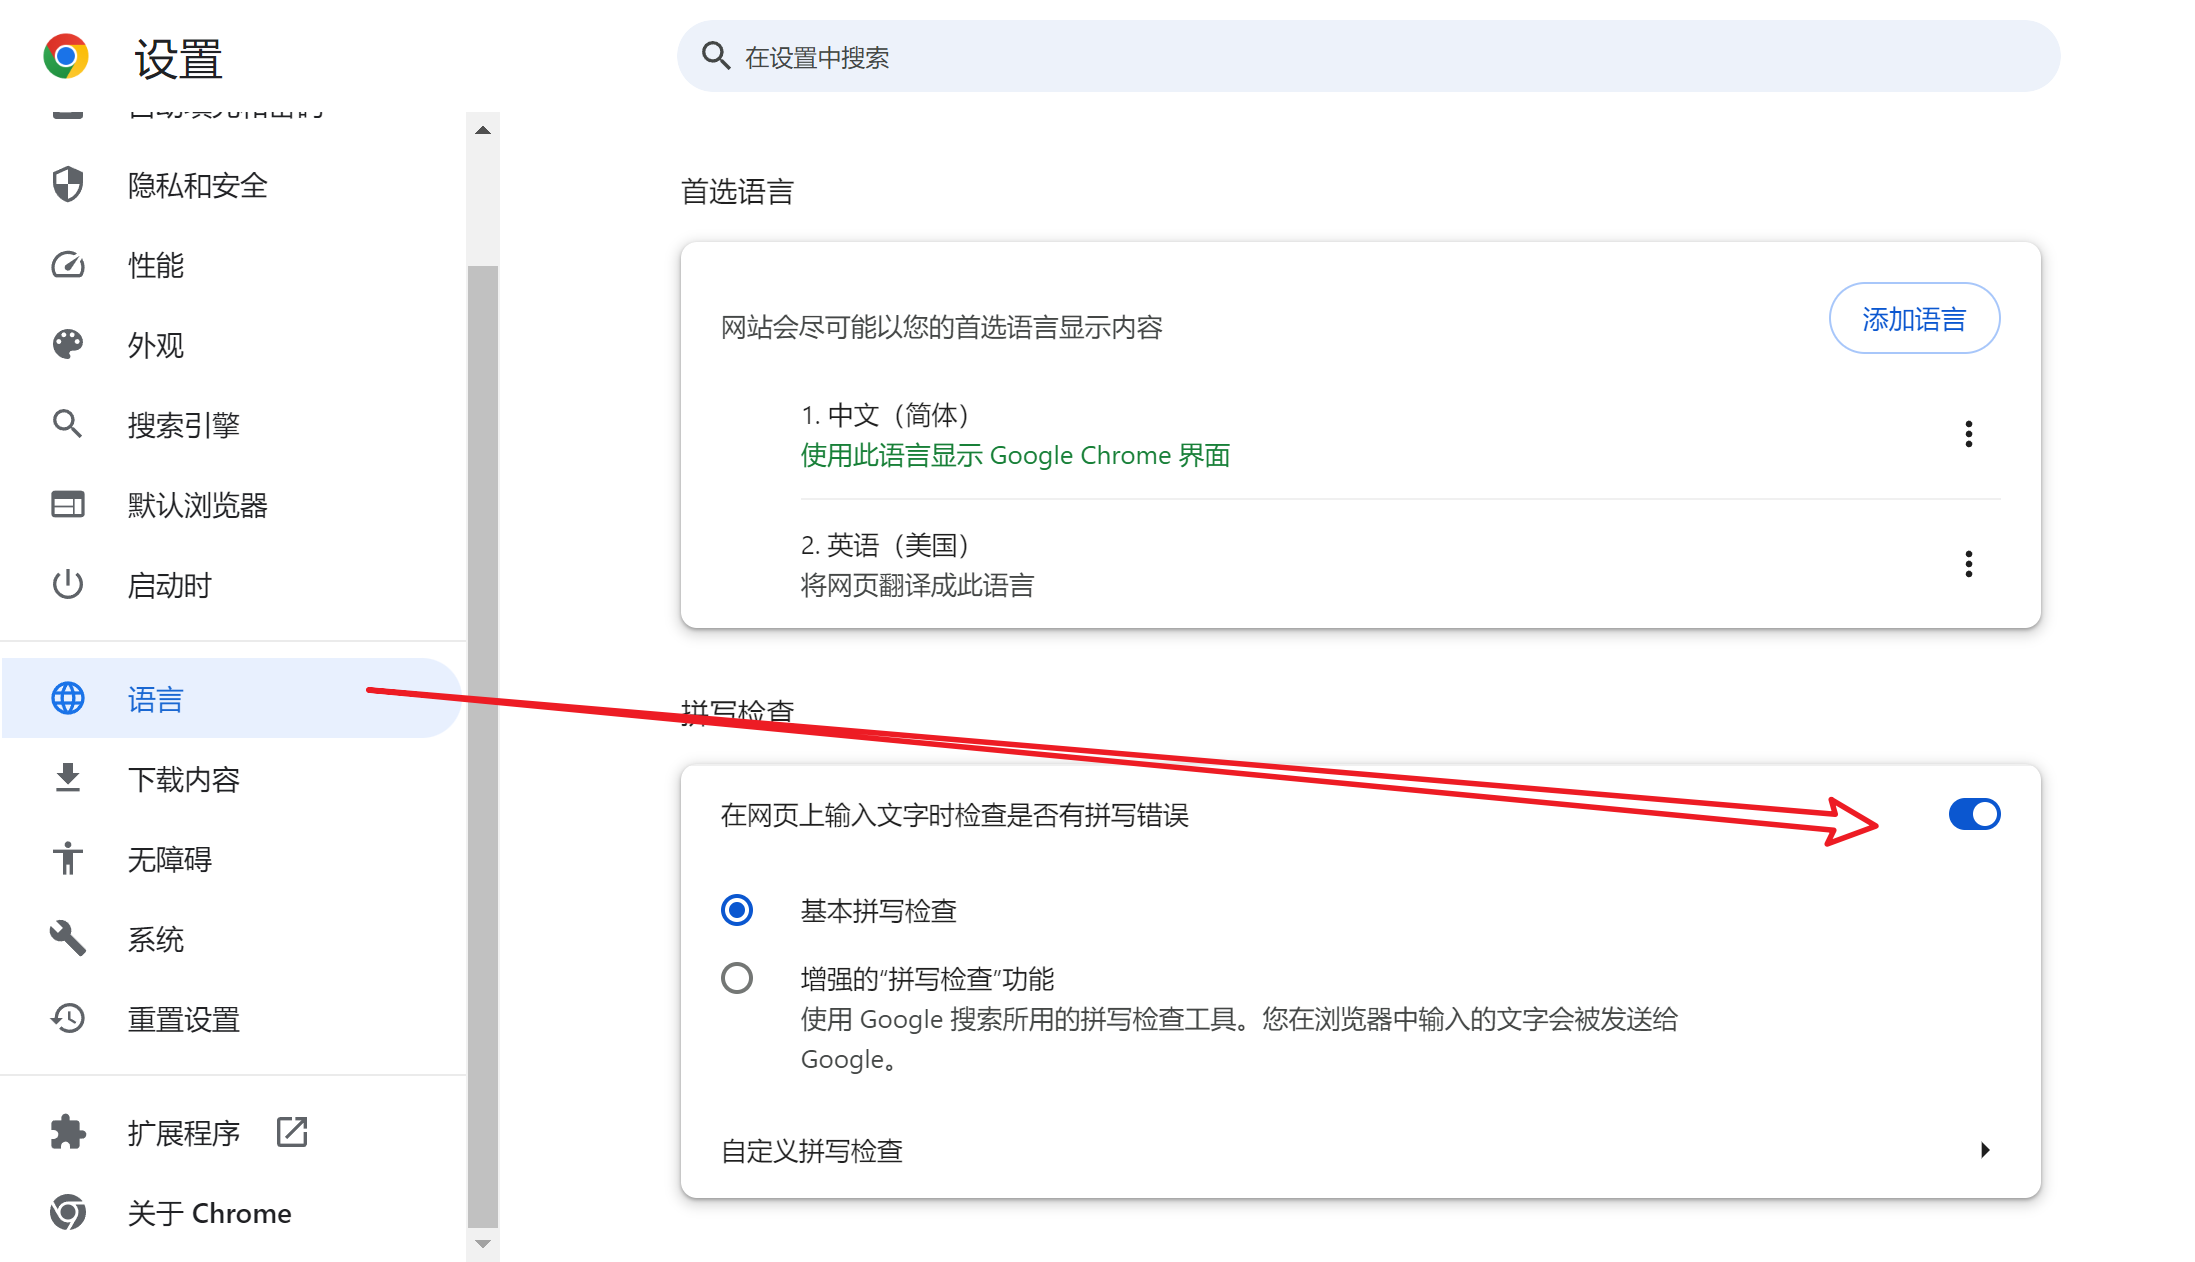 设置
在设置中搜索
自动填充和密码
隐私和安全
性能
外观
搜索引擎
默认浏览器
启动时
语言
下载内容
无障碍
系统
重置设置
扩展程序
关于 Chrome
首选语言
网站会尽可能以您的首选语言显示内容
添加语言
1. 中文（简体）
使用此语言显示 Google Chrome 界面
2. 英语（美国）
将网页翻译成此语言
拼写检查
在网页上输入文字时检查是否有拼写错误
基本拼写检查
增强的“拼写检查”功能
使用 Google 搜索所用的拼写检查工具。您在浏览器中输入的文字会被发送给
Google。
自定义拼写检查